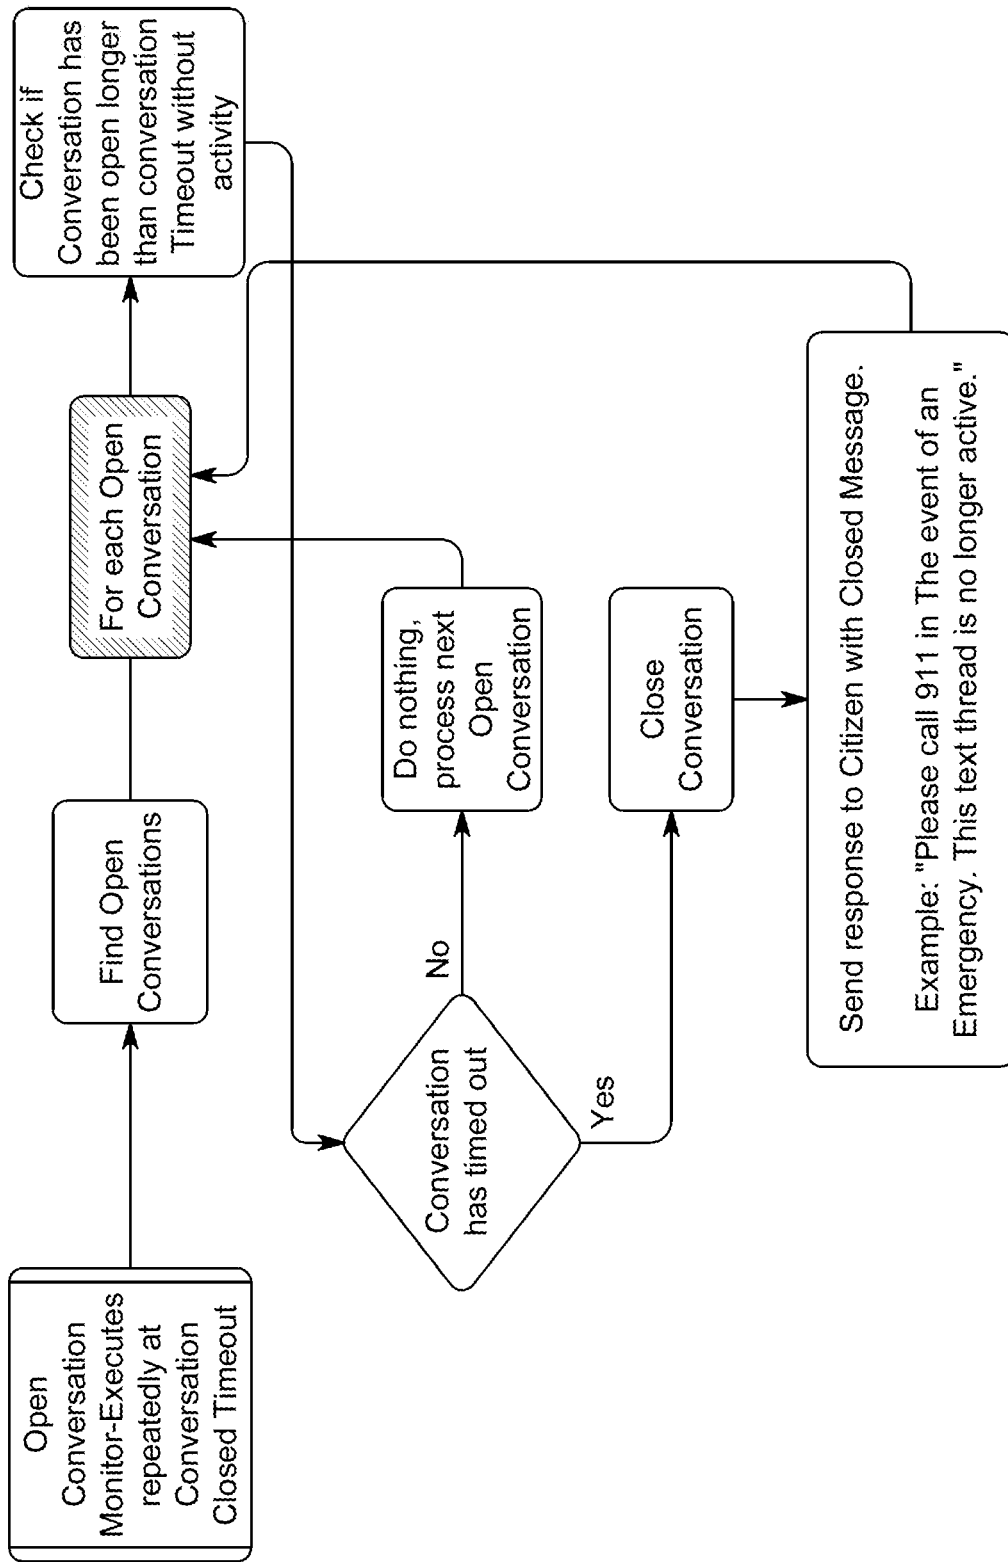 Open
Conversation
Monitor-Executes
repeatedly at
Conversation
Closed Timeout
Find Open
Conversations
For each Open
Conversation
Check if
Conversation has
been open longer
than conversation
Timeout without
activity
Conversation
has timed out
No
Do nothing,
process next
Open
Conversation
Yes
Close
Conversation
Send response to Citizen with Closed Message.
Example: "Please call 911 in The event of an
Emergency. This text thread is no longer active."